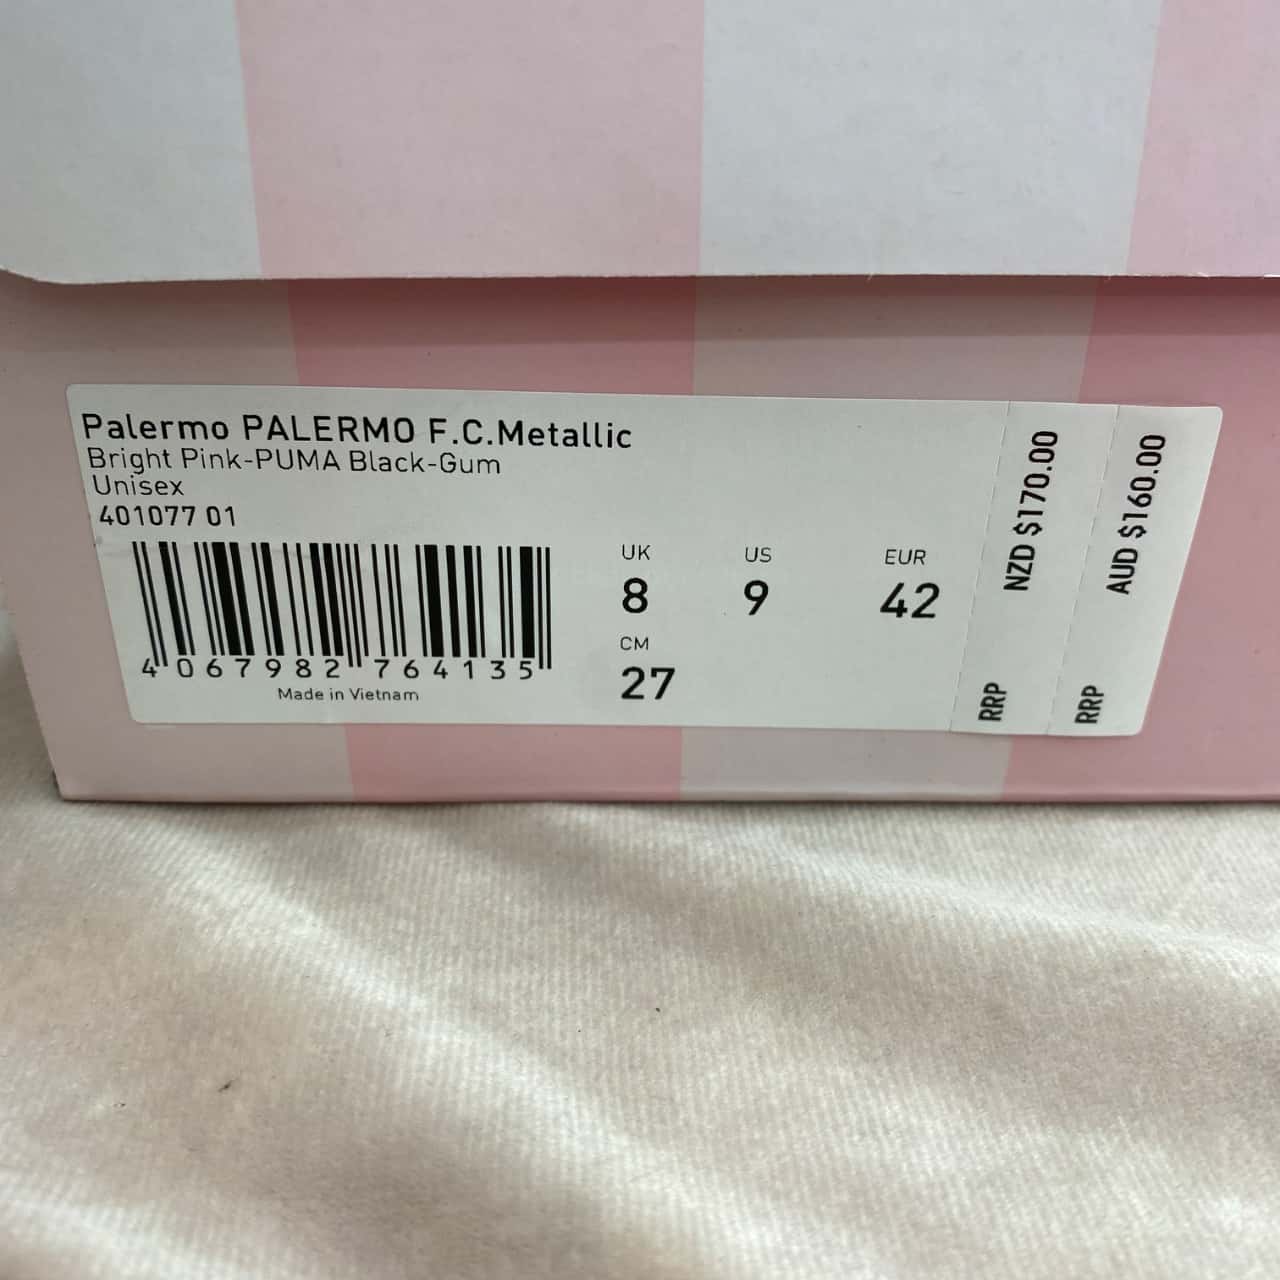 Palermo PALERMO F.C.Metallic
Bright Pink-PUMA Black-Gum
Unisex
401077 01
UK
8
US
9
EUR
42
CM
27
4 067982 764135
Made in Vietnam
RRP NZD $170.00
RRP AUD $160.00